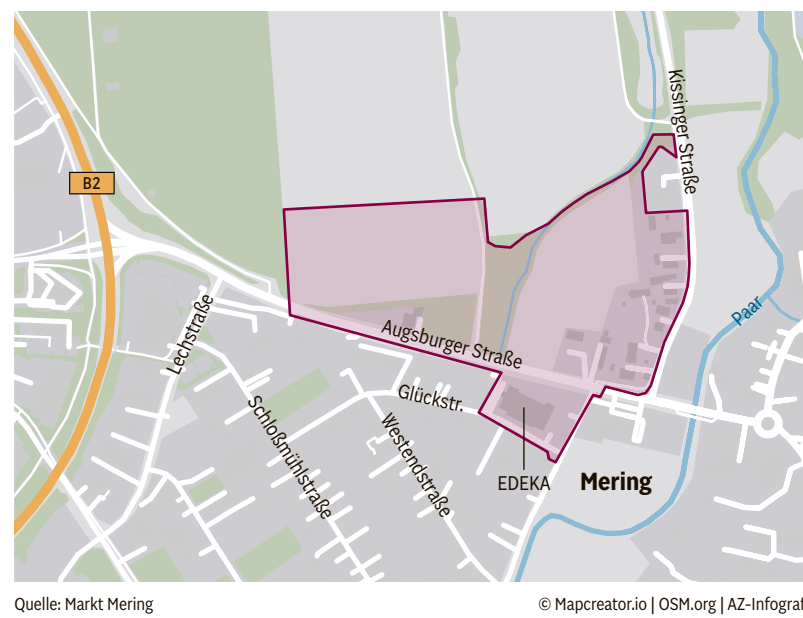 Kissinger Straße
B2
Paar
Lechstraße
Augsburger Straße
Glückstr.
Schloßmühlstraße
Westendstraße
EDEKA
Mering
Quelle: Markt Mering
© Mapcreator.io | OSM.org | AZ-Infograf